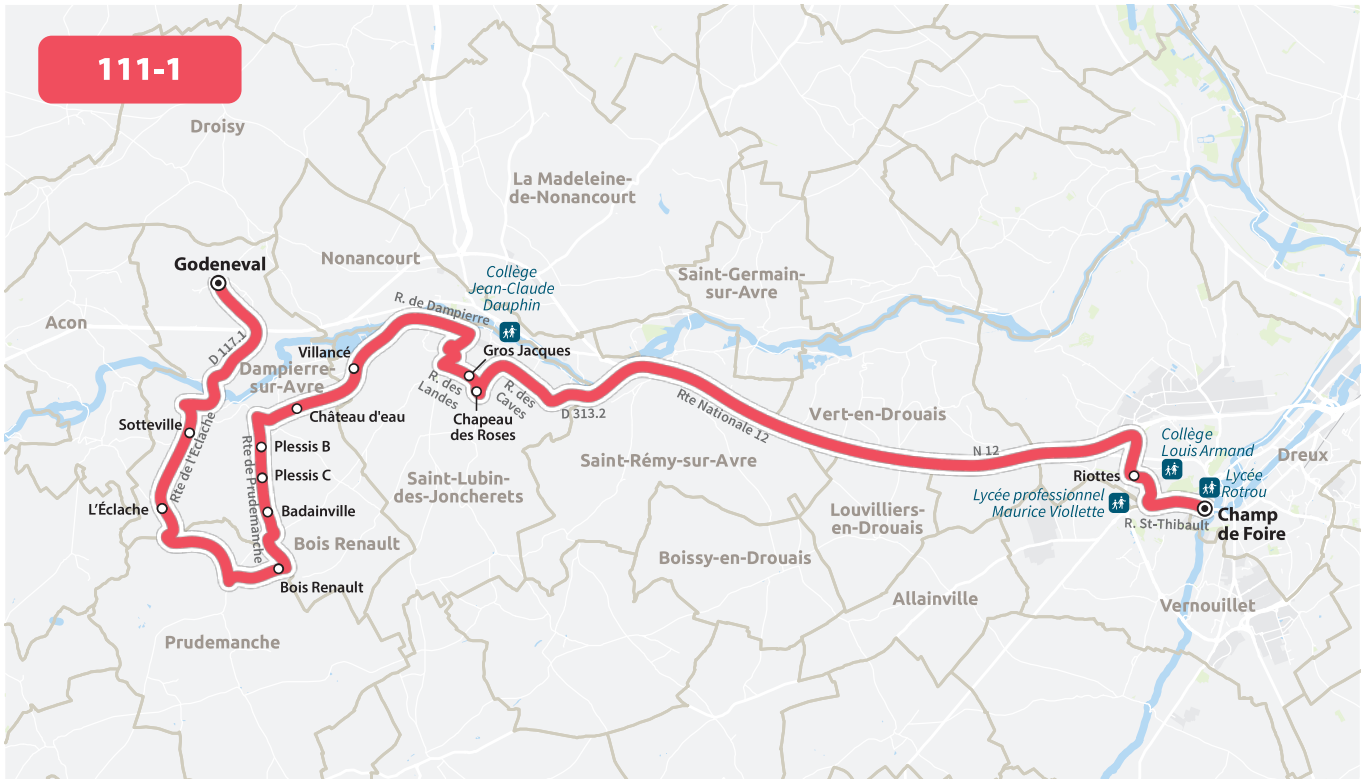 111-1
Droisy
La Madeleine-
de-Nonancourt
Nonancourt
Godeneval
Collège
Jean-Claude
Dauphin
Saint-Germain-
sur-Avre
R. de Dampierre
Acon
D 117.1
Villancé
Gros Jacques
Dampierre-
sur-Avre
R. des
Landes
R. des
Caves
Château d'eau
D 313.2
Rte Nationale 12
Chapeau
des Roses
Vert-en-Drouais
Sotteville
Rte de l'Eclache
Plessis B
Rte de Prudemanche
Plessis C
Saint-Rémy-sur-Avre
N 12
Collège
Louis Armand
Dreux
Riottes
Lycée
Rotrou
Saint-Lubin-
des-Joncherets
Lycée professionnel
Maurice Viollette
L'Éclache
Badainville
Louvilliers-
en-Drouais
R. St-Thibault
Champ
de Foire
Bois Renault
Boissy-en-Drouais
Bois Renault
Allainville
Vernouillet
Prudemanche